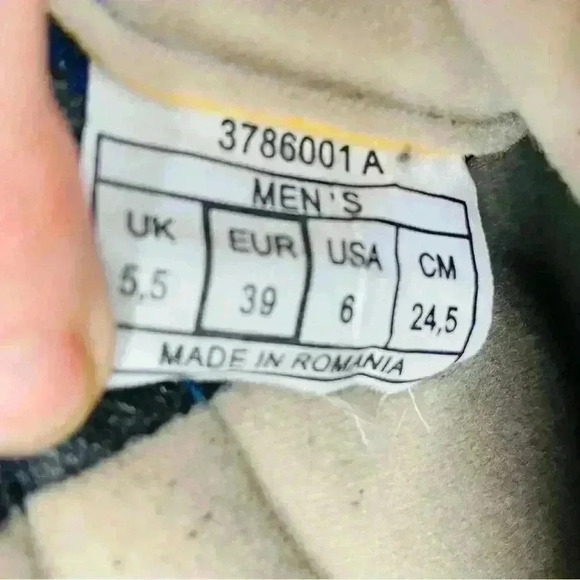 3786001 A
MEN'S
UK EUR USA CM
5,5 39 6 24,5
MADE IN ROMANIA